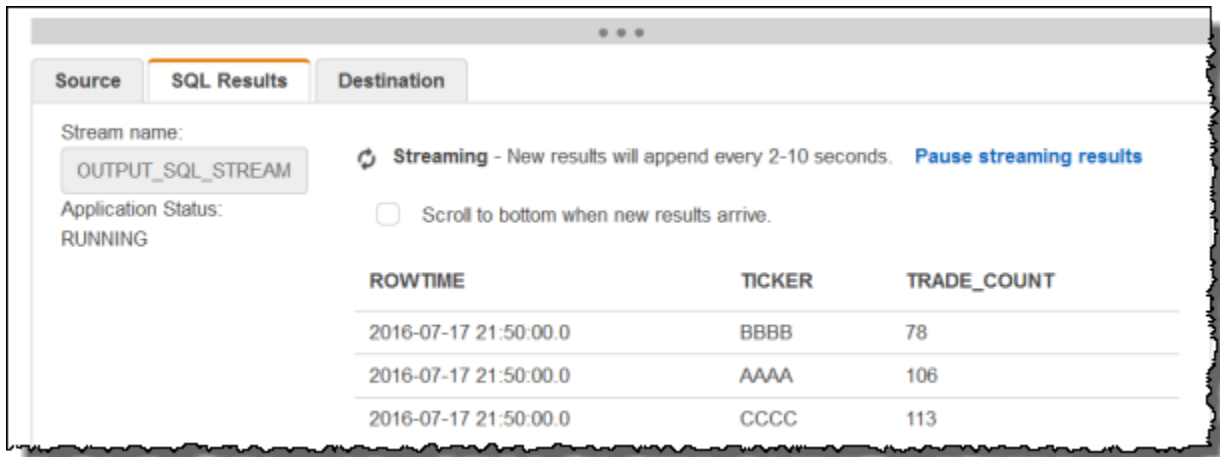 Source SQL Results Destination
Stream name:
OUTPUT_SQL_STREAM
Application Status:
RUNNING
Streaming - New results will append every 2-10 seconds. Pause streaming results
Scroll to bottom when new results arrive.
ROWTIME TICKER TRADE_COUNT
2016-07-17 21:50:00.0 BBBB 78
2016-07-17 21:50:00.0 AAAA 106
2016-07-17 21:50:00.0 CCCC 113